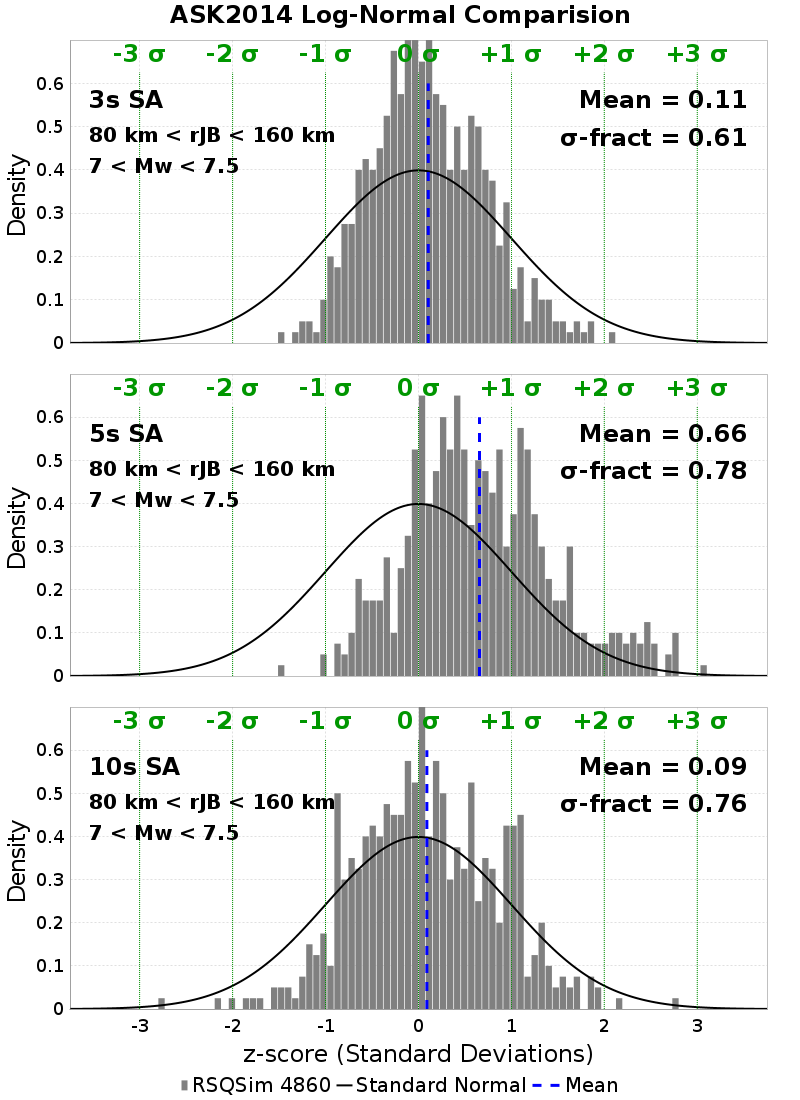 ASK2014 Log-Normal Comparision
-3 σ -2 σ -1 σ 0 σ +1 σ +2 σ +3 σ
3s SA
80 km < rJB < 160 km
7 < Mw < 7.5
Mean = 0.11
σ-fract = 0.61
0.6
0.5
0.4
0.3
0.2
0.1
0
Density
-3 σ -2 σ -1 σ 0 σ +1 σ +2 σ +3 σ
5s SA
80 km < rJB < 160 km
7 < Mw < 7.5
Mean = 0.66
σ-fract = 0.78
0.6
0.5
0.4
0.3
0.2
0.1
0
Density
-3 σ -2 σ -1 σ 0 σ +1 σ +2 σ +3 σ
10s SA
80 km < rJB < 160 km
7 < Mw < 7.5
Mean = 0.09
σ-fract = 0.76
0.6
0.5
0.4
0.3
0.2
0.1
0
Density
-3 -2 -1 0 1 2 3
z-score (Standard Deviations)
RSQSim 4860 Standard Normal Mean